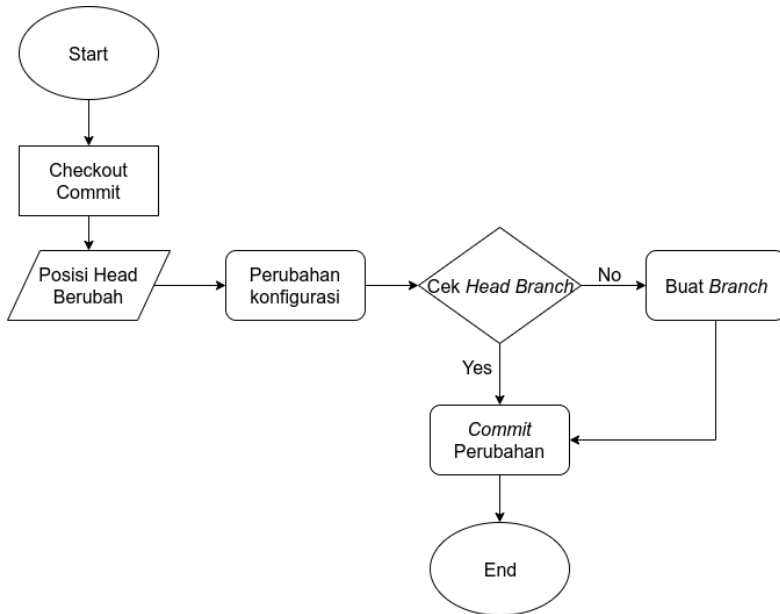 Start
Checkout
Commit
Posisi Head
Berubah
Perubahan
konfigurasi
Cek Head Branch
No
Buat Branch
Yes
Commit
Perubahan
End